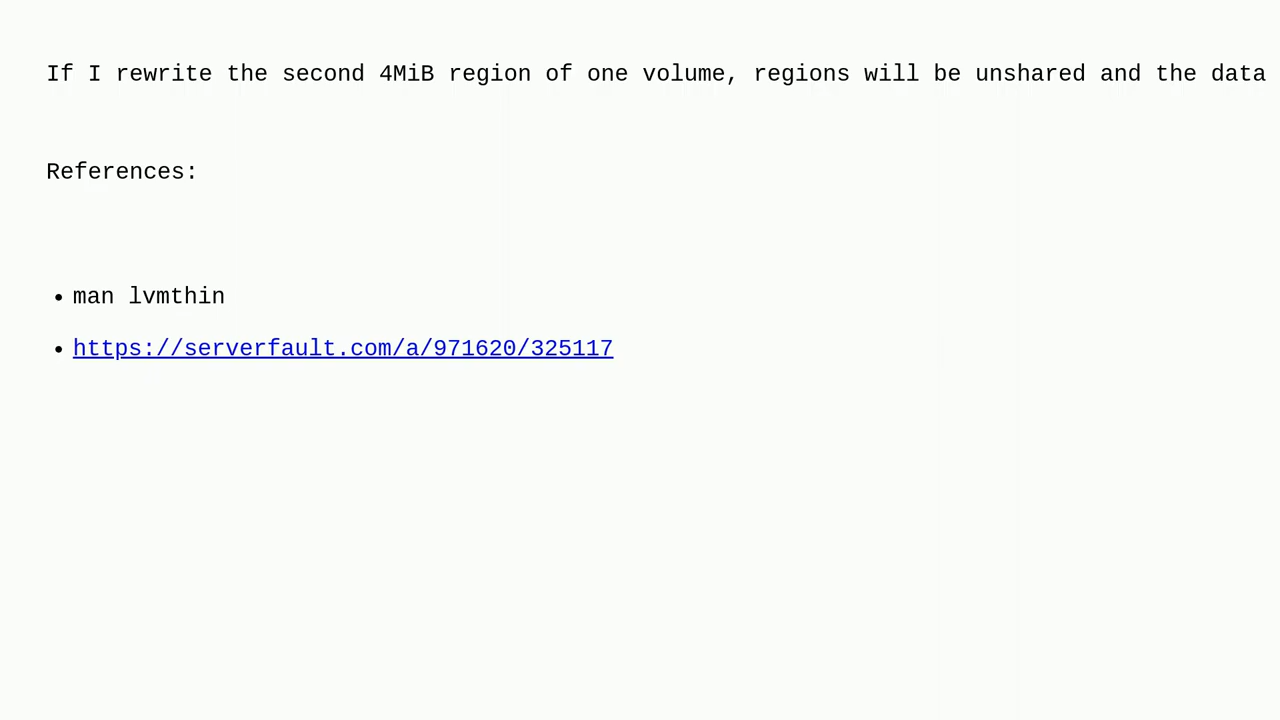 If I rewrite the second 4MiB region of one volume, regions will be unshared and the data
References:
• man lvmthin
• https://serverfault.com/a/971620/325117